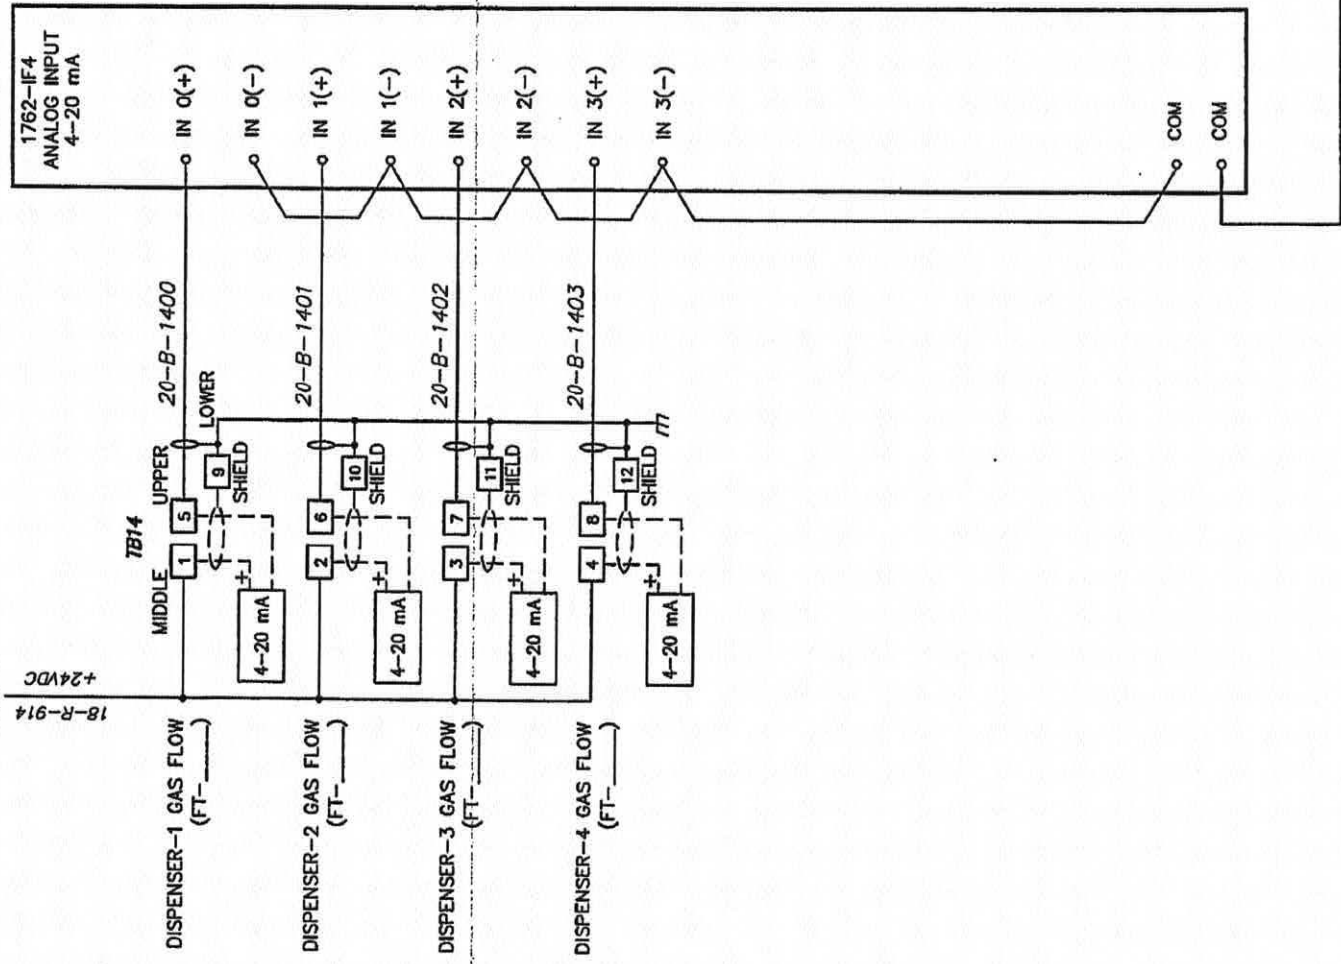 1762-IF4
ANALOG INPUT
4-20 mA
IN 0(+)
IN 0(-)
IN 1(+)
IN 1(-)
IN 2(+)
IN 2(-)
IN 3(+)
IN 3(-)
COM
COM
20-B-1400
20-B-1401
20-B-1402
20-B-1403
LOWER
UPPER
MIDDLE
TB14
1
5
9
SHIELD
+
4-20 mA
2
6
10
SHIELD
+
4-20 mA
3
7
11
SHIELD
+
4-20 mA
4
8
12
SHIELD
+
4-20 mA
+24VDC
18-R-914
DISPENSER-1 GAS FLOW
(FT-______)
DISPENSER-2 GAS FLOW
(FT-______)
DISPENSER-3 GAS FLOW
(FT-______)
DISPENSER-4 GAS FLOW
(FT-______)